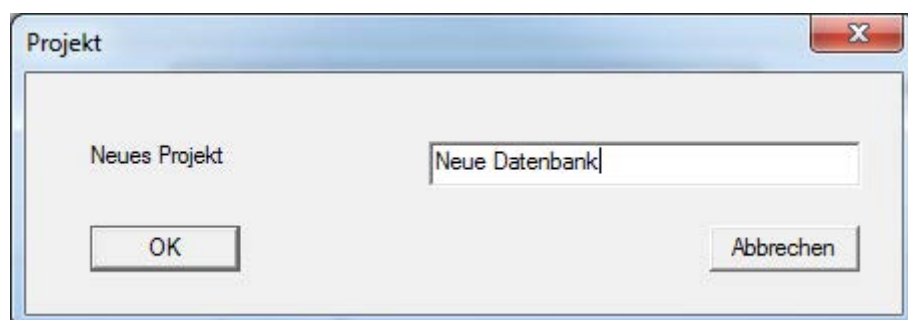 Projekt
Neues Projekt
Neue Datenbank
OK
Abbrechen